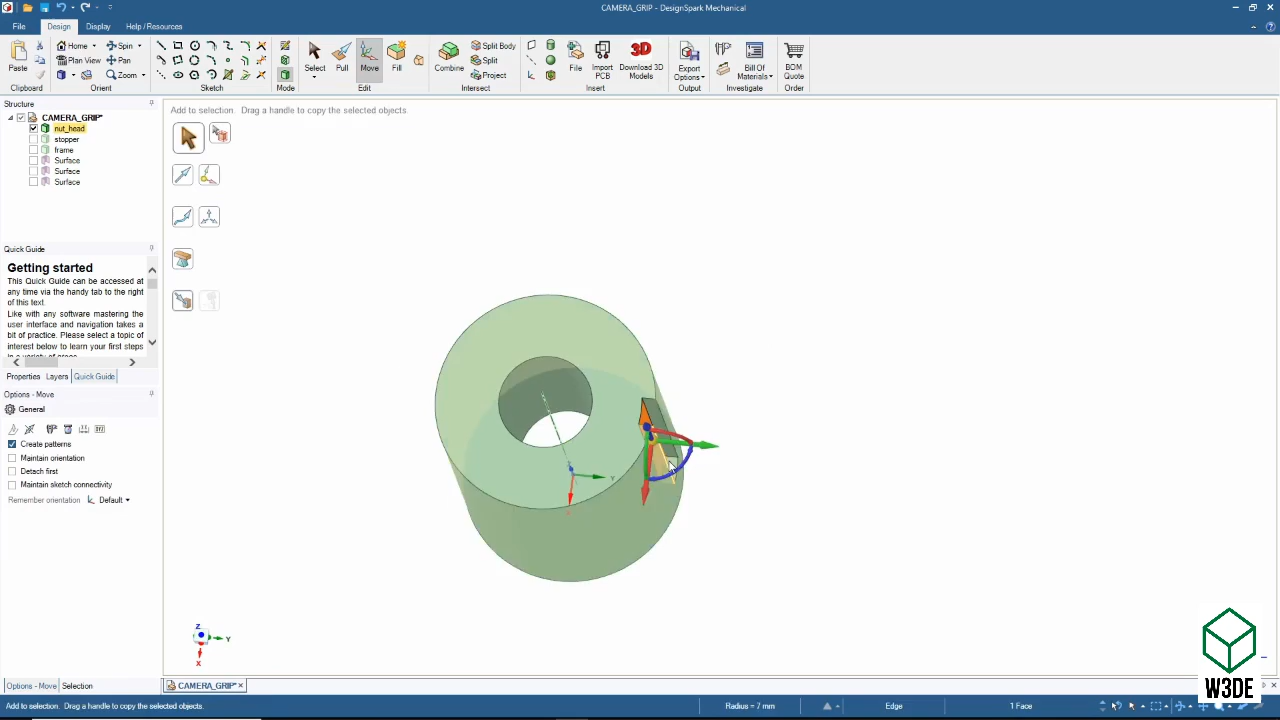 CAMERA_GRIP - DesignSpark Mechanical
File Design Display Help / Resources
Paste Home Spin Plan View Pan Zoom Select Pull Move Fill Combine Split Body Split Project File Import PCB Download 3D Models Export Options Bill Of Materials BOM Quote
Clipboard Orient Sketch Mode Edit Intersect Insert Output Investigate Order
Structure
CAMERA_GRIP*
nut_head
stopper
frame
Surface
Surface
Surface
Quick Guide
Getting started
This Quick Guide can be accessed at
any time via the handy tab to the right
of this text.
Like with any software mastering the
user interface and navigation takes a
bit of practice. Please select a topic of
interest below to learn your first steps
Properties Layers Quick Guide
Options - Move
General
Create patterns
Maintain orientation
Detach first
Maintain sketch connectivity
Remember orientation Default
Options - Move Selection
Add to selection. Drag a handle to copy the selected objects.
Y
Z
Y
X
CAMERA_GRIP*
Add to selection. Drag a handle to copy the selected objects.
Radius = 7 mm Edge 1 Face
W3DE